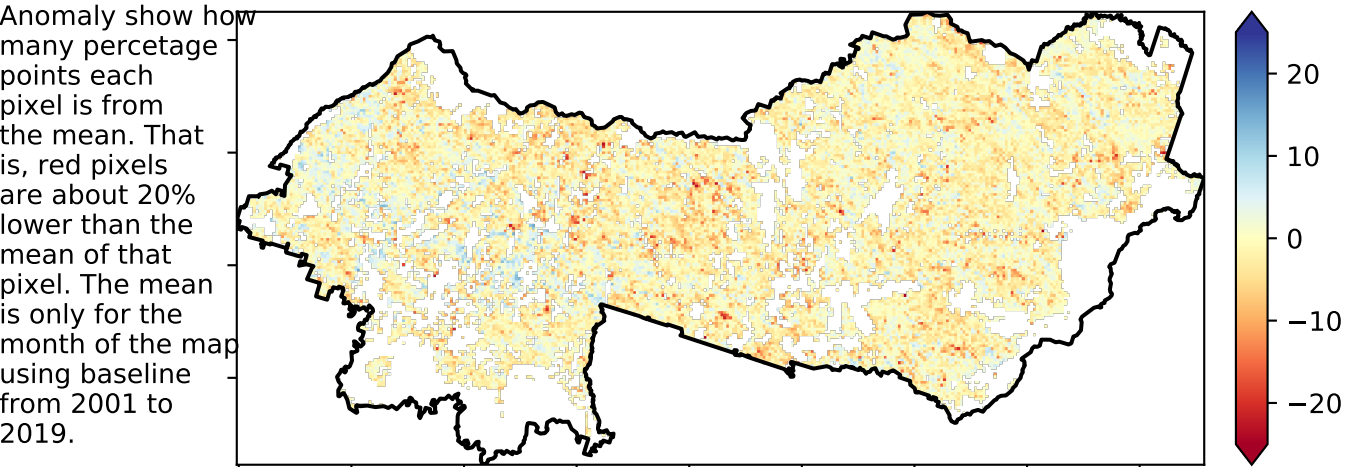 Anomaly show how
many percetage
points each
pixel is from
the mean. That
is, red pixels
are about 20%
lower than the
mean of that
pixel. The mean
is only for the
month of the map
using baseline
from 2001 to
2019.
20
10
0
−10
−20